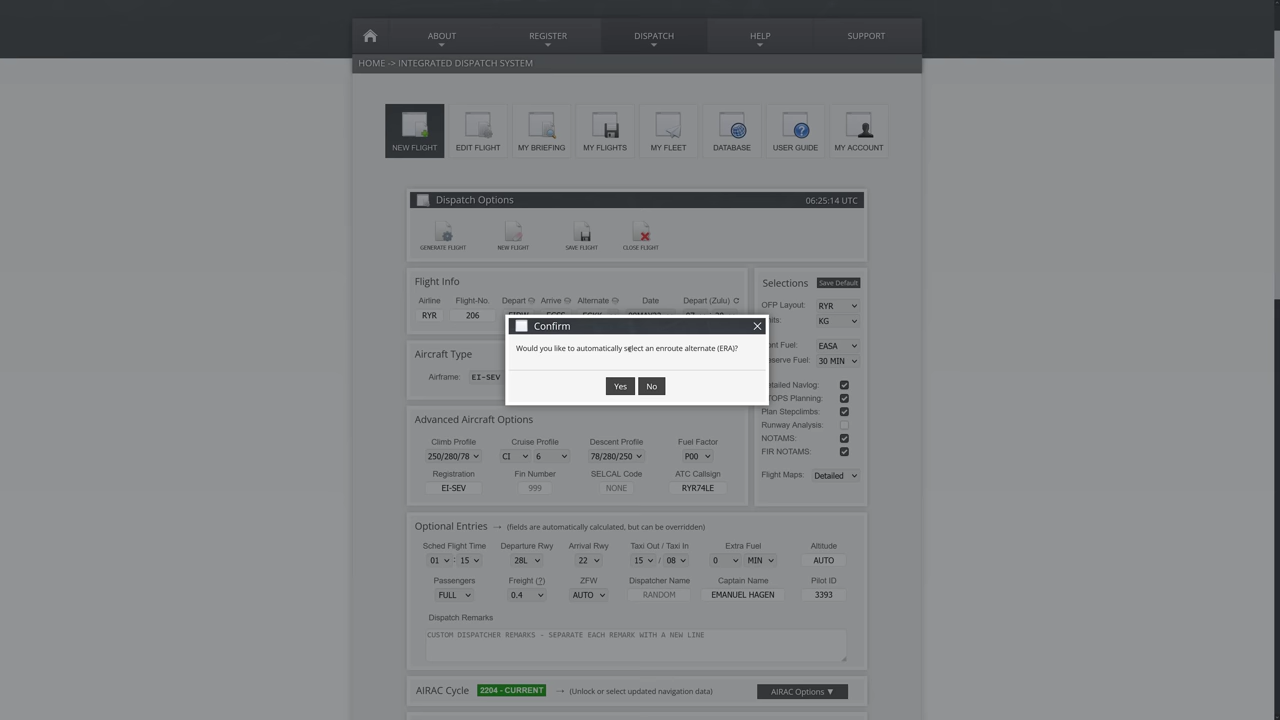 ABOUT REGISTER DISPATCH HELP SUPPORT
HOME -> INTEGRATED DISPATCH SYSTEM
NEW FLIGHT EDIT FLIGHT MY BRIEFING MY FLIGHTS MY FLEET DATABASE USER GUIDE MY ACCOUNT
Dispatch Options 06:25:14 UTC
GENERATE FLIGHT NEW FLIGHT SAVE FLIGHT CLOSE FLIGHT
Flight Info
Airline Flight-No. Depart Arrive Alternate Date Depart (Zulu)
RYR 206
Selections Save Default
OFP Layout: RYR
KG
EASA
30 MIN
Confirm
Would you like to automatically select an enroute alternate (ERA)?
Yes No
Aircraft Type
Airframe: EI-SEV
Plan Stepclimbs:
Runway Analysis:
NOTAMS:
FIR NOTAMS:
Flight Maps: Detailed
Advanced Aircraft Options
Climb Profile Cruise Profile Descent Profile Fuel Factor
250/280/78 CI 6 78/280/250 P00
Registration Fin Number SELCAL Code ATC Callsign
EI-SEV 999 NONE RYR74LE
Optional Entries → (fields are automatically calculated, but can be overridden)
Sched Flight Time Departure Rwy Arrival Rwy Taxi Out / Taxi In Extra Fuel Altitude
01 : 15 28L 22 15 / 08 0 MIN AUTO
Passengers Freight (?) ZFW Dispatcher Name Captain Name Pilot ID
FULL 0.4 AUTO RANDOM EMANUEL HAGEN 3393
Dispatch Remarks
CUSTOM DISPATCHER REMARKS - SEPARATE EACH REMARK WITH A NEW LINE
AIRAC Cycle 2204 - CURRENT → (Unlock or select updated navigation data) AIRAC Options ▼